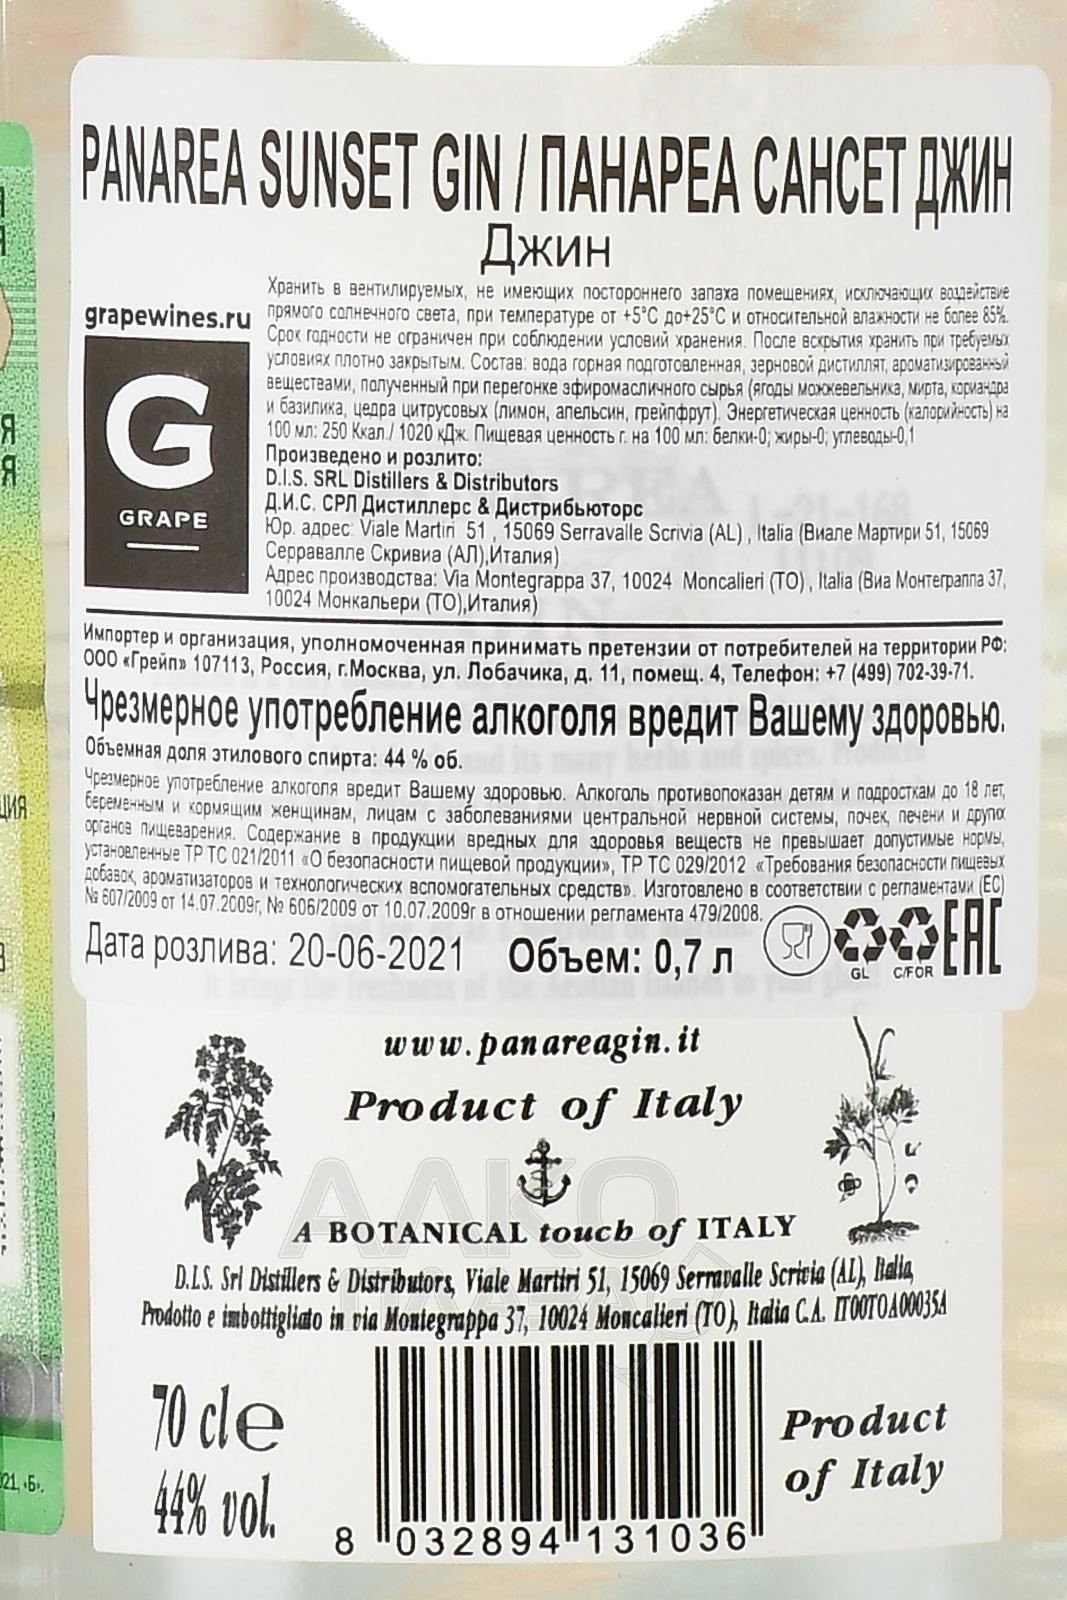 PANAREA SUNSET GIN / ПАНАРЕА САНСЕТ ДЖИН
Джин
grapewines.ru
G
GRAPE
Хранить в вентилируемых, не имеющих постороннего запаха помещениях, исключающих воздействие
прямого солнечного света, при температуре от +5°С до+25°С и относительной влажности не более 85%.
Срок годности не ограничен при соблюдении условий хранения. После вскрытия хранить при требуемых
условиях плотно закрытым. Состав: вода горная подготовленная, зерновой дистиллят, ароматизированный
веществами, полученный при перегонке эфиромасличного сырья (ягоды можжевельника, мирта, кориандра
и базилика, цедра цитрусовых (лимон, апельсин, грейпфрут). Энергетическая ценность (калорийность) на
100 мл: 250 Ккал./ 1020 кДж. Пищевая ценность г. на 100 мл: белки-0; жиры-0; углеводы-0,1
Произведено и розлито:
D.I.S. SRL Distillers & Distributors
Д.И.С. СРЛ Дистиллерс & Дистрибьюторс
Юр. адрес: Viale Martiri 51 , 15069 Serravalle Scrivia (AL) , Italia (Виале Мартири 51, 15069
Серравалле Скривиа (АЛ),Италия)
Адрес производства: Via Montegrappa 37, 10024 Moncalieri (TO) , Italia (Виа Монтеграппа 37,
10024 Монкальери (ТО),Италия)
Импортер и организация, уполномоченная принимать претензии от потребителей на территории РФ:
ООО «Грейп» 107113, Россия, г.Москва, ул. Лобачика, д. 11, помещ. 4, Телефон: +7 (499) 702-39-71.
Чрезмерное употребление алкоголя вредит Вашему здоровью.
Объемная доля этилового спирта: 44 % об.
Чрезмерное употребление алкоголя вредит Вашему здоровью. Алкоголь противопоказан детям и подросткам до 18 лет,
беременным и кормящим женщинам, лицам с заболеваниями центральной нервной системы, почек, печени и других
органов пищеварения. Содержание в продукции вредных для здоровья веществ не превышает допустимые нормы,
установленные ТР ТС 021/2011 «О безопасности пищевой продукции», ТР ТС 029/2012 «Требования безопасности пищевых
добавок, ароматизаторов и технологических вспомогательных средств». Изготовлено в соответствии с регламентами (ЕС)
№ 607/2009 от 14.07.2009г, № 606/2009 от 10.07.2009г в отношении регламента 479/2008.
Дата розлива: 20-06-2021 Объем: 0,7 л
GL C/FOR EAC
www.panareagin.it
Product of Italy
A BOTANICAL touch of ITALY
D.I.S. Srl Distillers & Distributors, Viale Martiri 51, 15069 Serravalle Scrivia (AL), Italia,
Prodotto e imbottigliato in via Montegrappa 37, 10024 Moncalieri (TO), Italia C.A. IT00TOA00035A
70 cl e
44% vol.
Product
of Italy
8 032894 131036